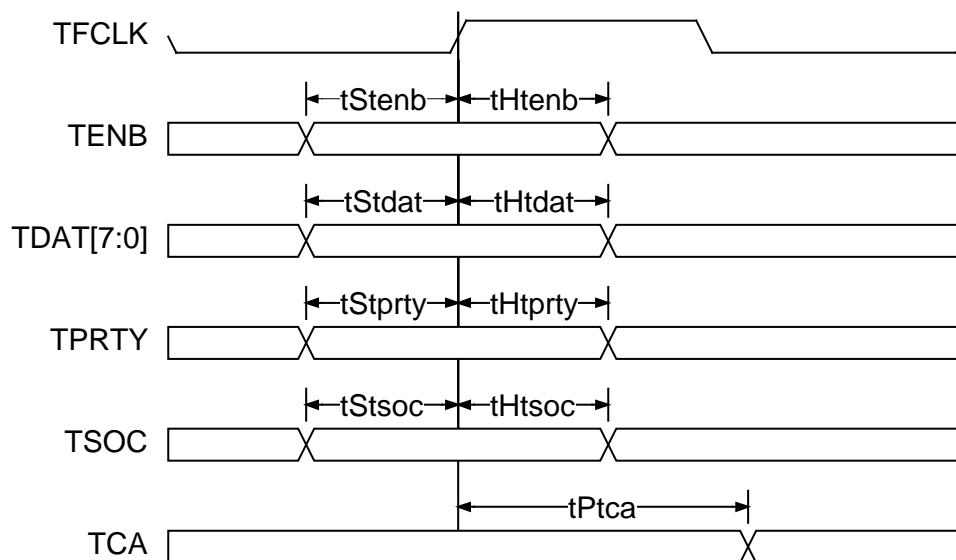 TFCLK
tStenb tHtenb
TENB
tStdat tHtdat
TDAT[7:0]
tStprty tHtprty
TPRTY
tStsoc tHtsoc
TSOC
tPtca
TCA